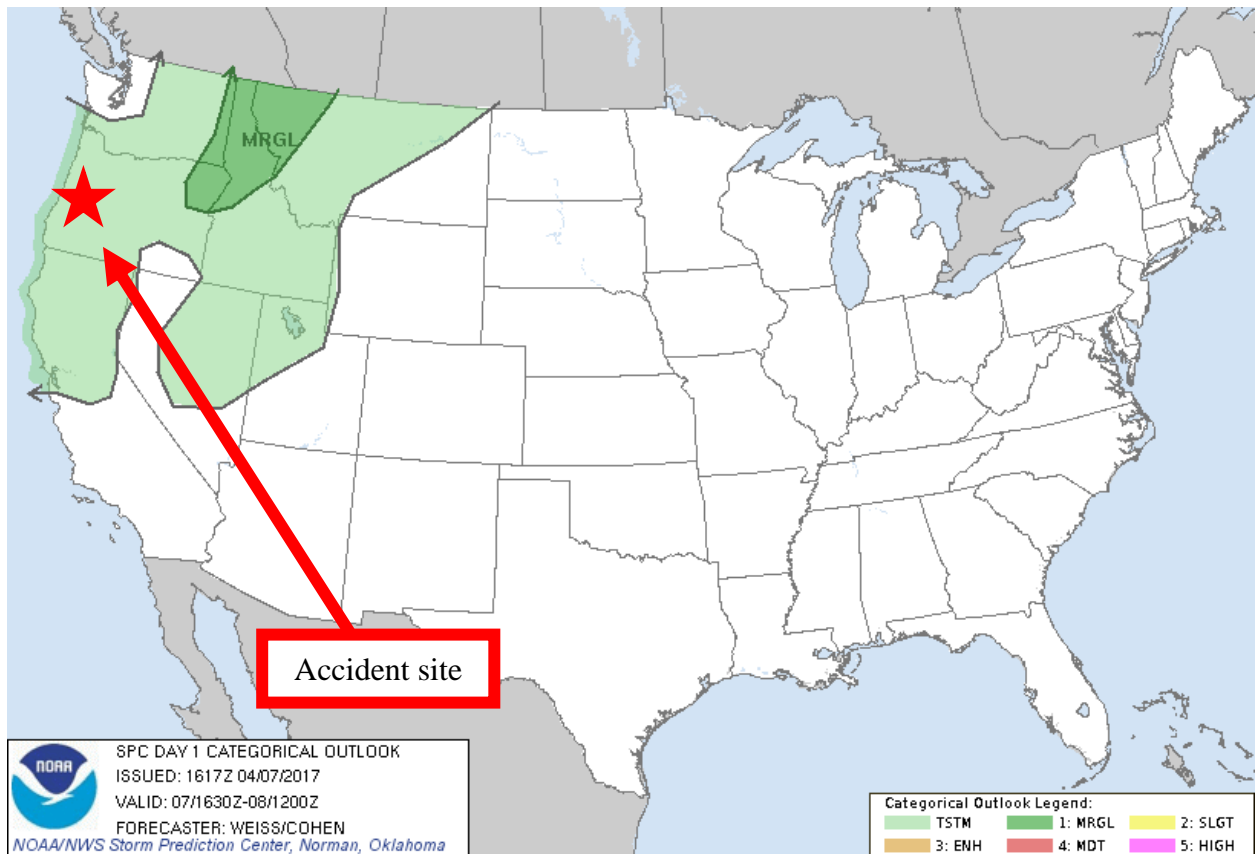 MRGL
Accident site
NOAA
SPC DAY 1 CATEGORICAL OUTLOOK
ISSUED: 1617Z 04/07/2017
VALID: 07/1630Z-08/1200Z
FORECASTER: WEISS/COHEN
NOAA/NWS Storm Prediction Center, Norman, Oklahoma
Categorical Outlook Legend:
TSTM 1: MRGL 2: SLGT
3: ENH 4: MDT 5: HIGH